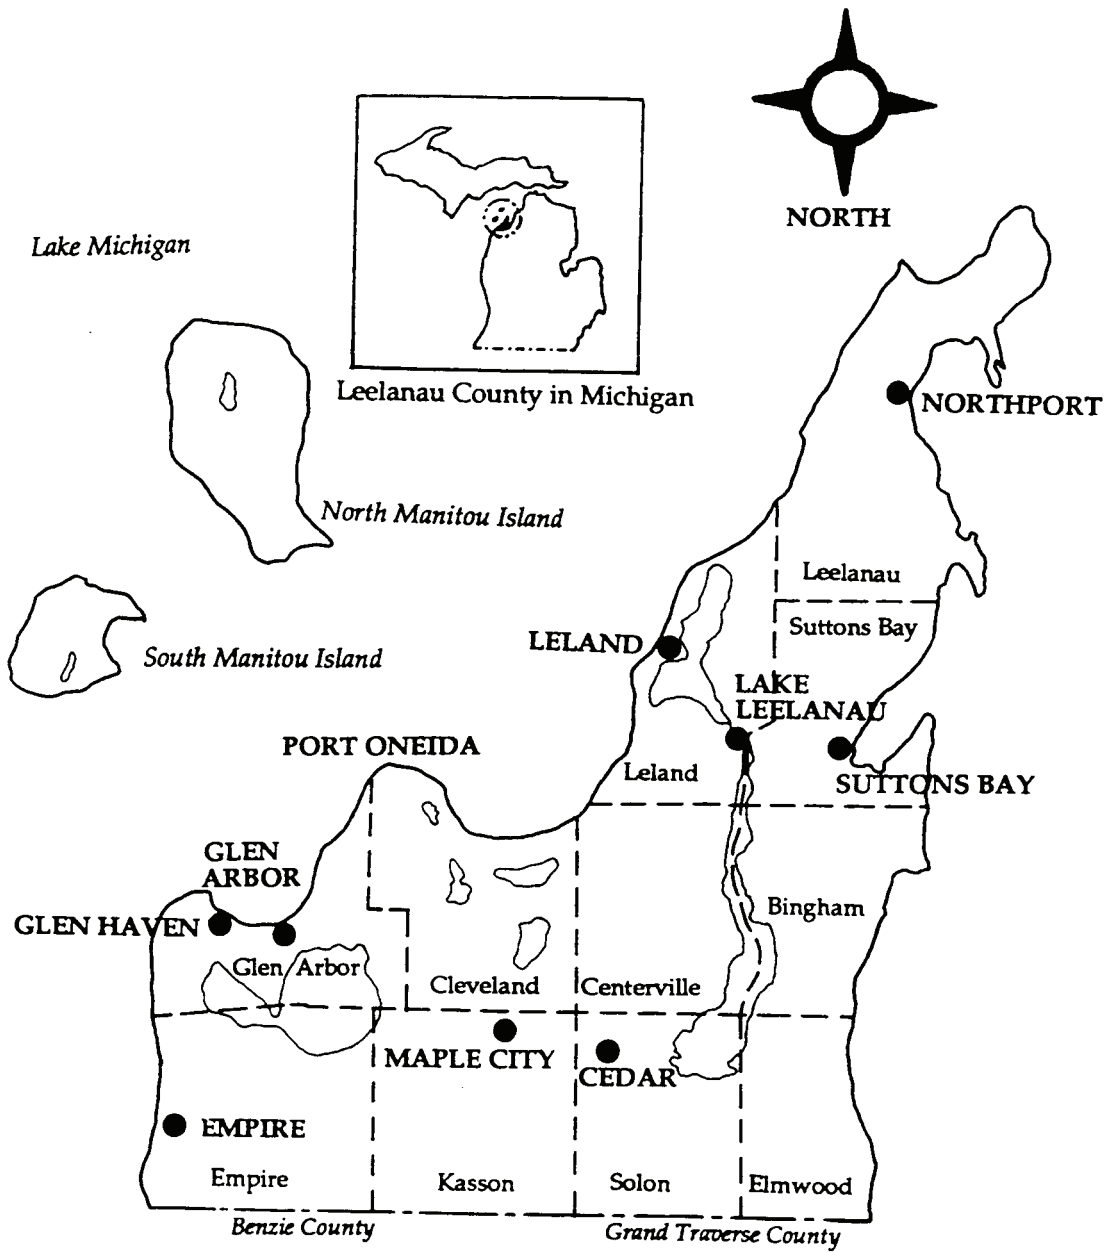 NORTH
Lake Michigan
Leelanau County in Michigan
NORTHPORT
North Manitou Island
Leelanau
Suttons Bay
LELAND
South Manitou Island
LAKE
LEELANAU
PORT ONEIDA
Leland
SUTTONS BAY
GLEN
ARBOR
GLEN HAVEN
Bingham
Glen Arbor
Cleveland
Centerville
MAPLE CITY
CEDAR
EMPIRE
Empire
Kasson
Solon
Elmwood
Benzie County
Grand Traverse County